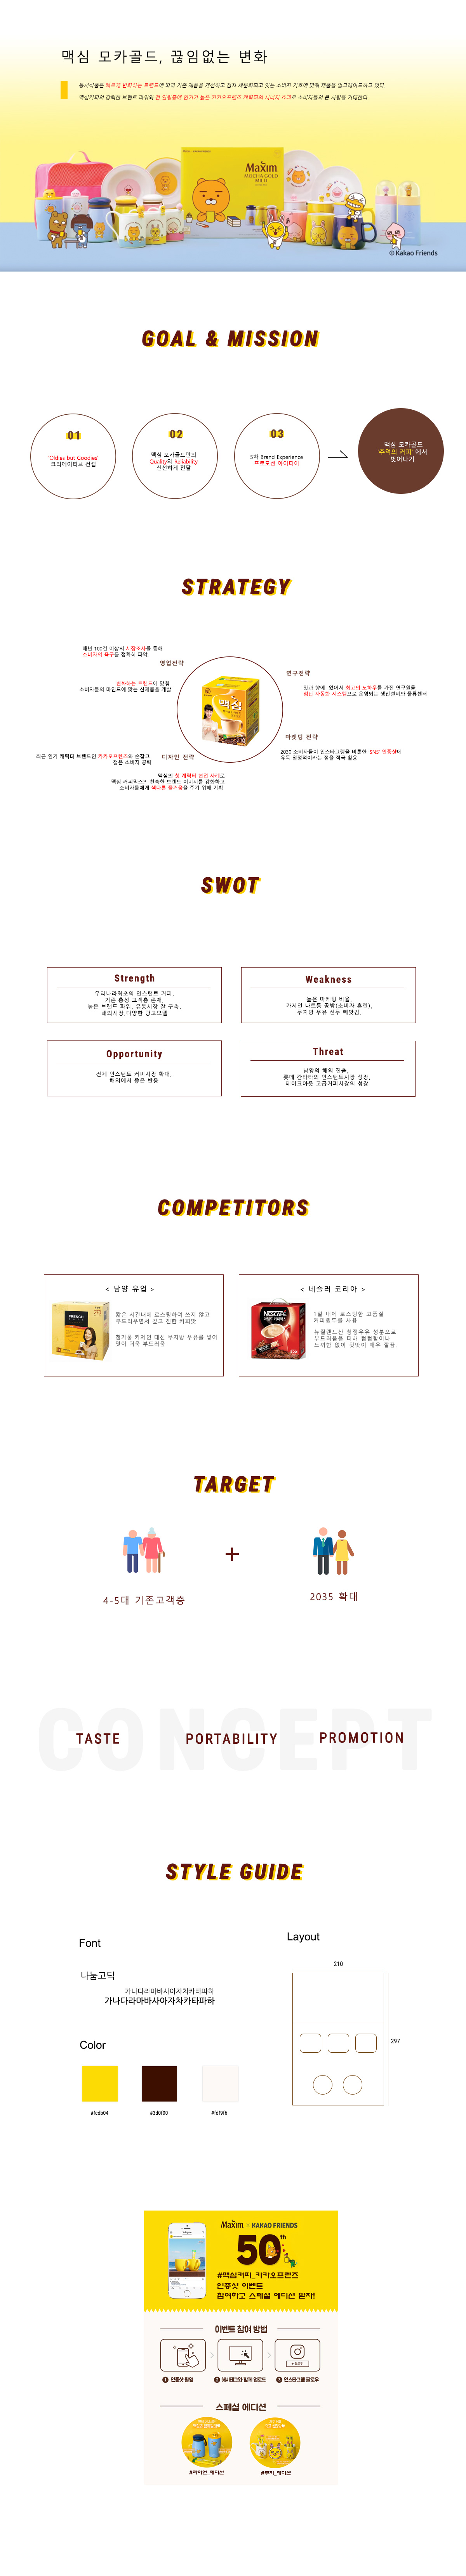 맥심 모카골드, 끊임없는 변화
동서식품은 빠르게 변화하는 트렌드에 따라 기존 제품을 개선하고 점차 세분화되고 있는 소비자 기호에 맞춰 제품을 업그레이드하고 있다.
맥심커피의 강력한 브랜드 파워와 전 연령층에 인기가 높은 카카오프렌즈 캐릭터의 시너지 효과로 소비자들의 큰 사랑을 기대한다.
Maxim
MOCHA GOLD
MILD
© Kakao Friends
GOAL & MISSION
01
'Oldies but Goodies'
크리에이티브 컨셉
02
맥심 모카골드만의
Quality와 Reliability
신선하게 전달
03
5차 Brand Experience
프로모션 아이디어
맥심 모카골드
'추억의 커피' 에서
벗어나기
STRATEGY
매년 100건 이상의 시장조사를 통해
소비자의 욕구를 정확히 파악,
영업전략
변화하는 트렌드에 맞춰
소비자들의 마인드에 맞는 신제품을 개발
연구전략
맛과 향에 있어서 최고의 노하우를 가진 연구원들,
첨단 자동화 시스템으로 운영되는 생산설비와 물류센터
맥심
마켓팅 전략
2030 소비자들이 인스타그램을 비롯한 'SNS' 인증샷에
유독 열정적이라는 점을 적극 활용
디자인 전략
최근 인기 캐릭터 브랜드인 카카오프렌즈와 손잡고
젊은 소비자 공략
맥심의 첫 캐릭터 협업 사례로
맥심 커피믹스의 친숙한 브랜드 이미지를 강화하고
소비자들에게 색다른 즐거움을 주기 위해 기획
SWOT
Strength
우리나라최초의 인스턴트 커피,
기존 충성 고객층 존재,
높은 브랜드 파워, 유통시장 잘 구축,
해외시장,다양한 광고모델
Weakness
높은 마케팅 비율,
카제인 나트륨 공방(소비자 혼란),
무지방 우유 선두 빼앗김.
Opportunity
전체 인스턴트 커피시장 확대,
해외에서 좋은 반응
Threat
남양의 해외 진출,
롯데 칸타타의 인스턴트시장 성장,
테이크아웃 고급커피시장의 성장
COMPETITORS
< 남양 유업 >
FRENCH
짧은 시간내에 로스팅하여 쓰지 않고
부드러우면서 깊고 진한 커피맛
첨가물 카제인 대신 무지방 우유를 넣어
맛이 더욱 부드러움
< 네슬러 코리아 >
NESCAFÉ
1일 내에 로스팅한 고품질
커피원두를 사용
뉴질랜드산 청정우유 성분으로
부드러움을 더해 텁텁함이나
느끼함 없이 뒷맛이 매우 깔끔.
TARGET
4-5대 기존고객층
+
2035 확대
CONCEPT
TASTE
PORTABILITY
PROMOTION
STYLE GUIDE
Font
나눔고딕
가나다라마바사아자차카타파하
가나다라마바사아자차카타파하
Color
#fcdb04
#3d0f00
#fdf9f6
Layout
210
297
Maxim × KAKAO FRIENDS
50th
#맥심커피_카카오프렌즈
인증샷 이벤트
참여하고 스페셜 에디션 받자!
이벤트 참여 방법
1 인증샷 촬영
2 해시태그와 함께 업로드
3 인스타그램 팔로우
스페셜 에디션
#라이언_에디션
#무지_에디션